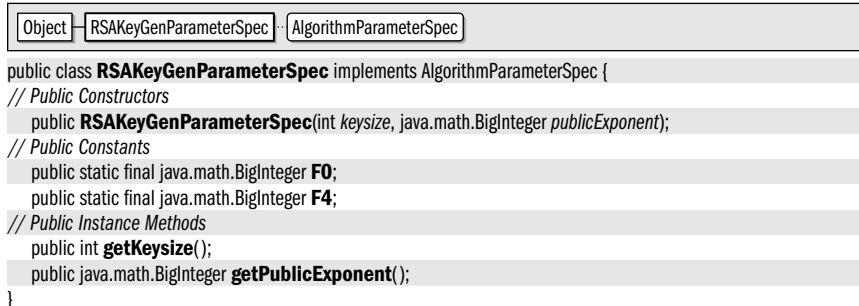 Object RSAKeyGenParameterSpec AlgorithmParameterSpec
public class RSAKeyGenParameterSpec implements AlgorithmParameterSpec {
// Public Constructors
public RSAKeyGenParameterSpec(int keysize, java.math.BigInteger publicExponent);
// Public Constants
public static final java.math.BigInteger F0;
public static final java.math.BigInteger F4;
// Public Instance Methods
public int getKeysize( );
public java.math.BigInteger getPublicExponent( );
}